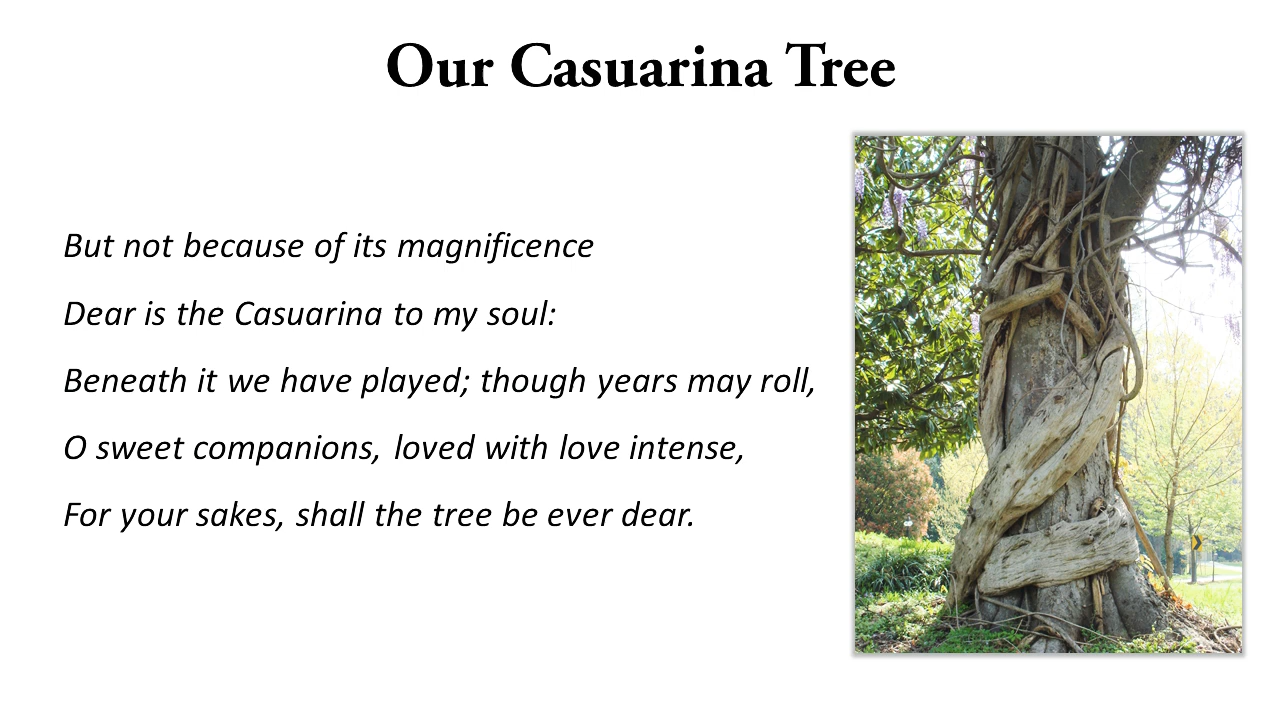 Our Casuarina Tree
But not because of its magnificence
Dear is the Casuarina to my soul:
Beneath it we have played; though years may roll,
O sweet companions, loved with love intense,
For your sakes, shall the tree be ever dear.